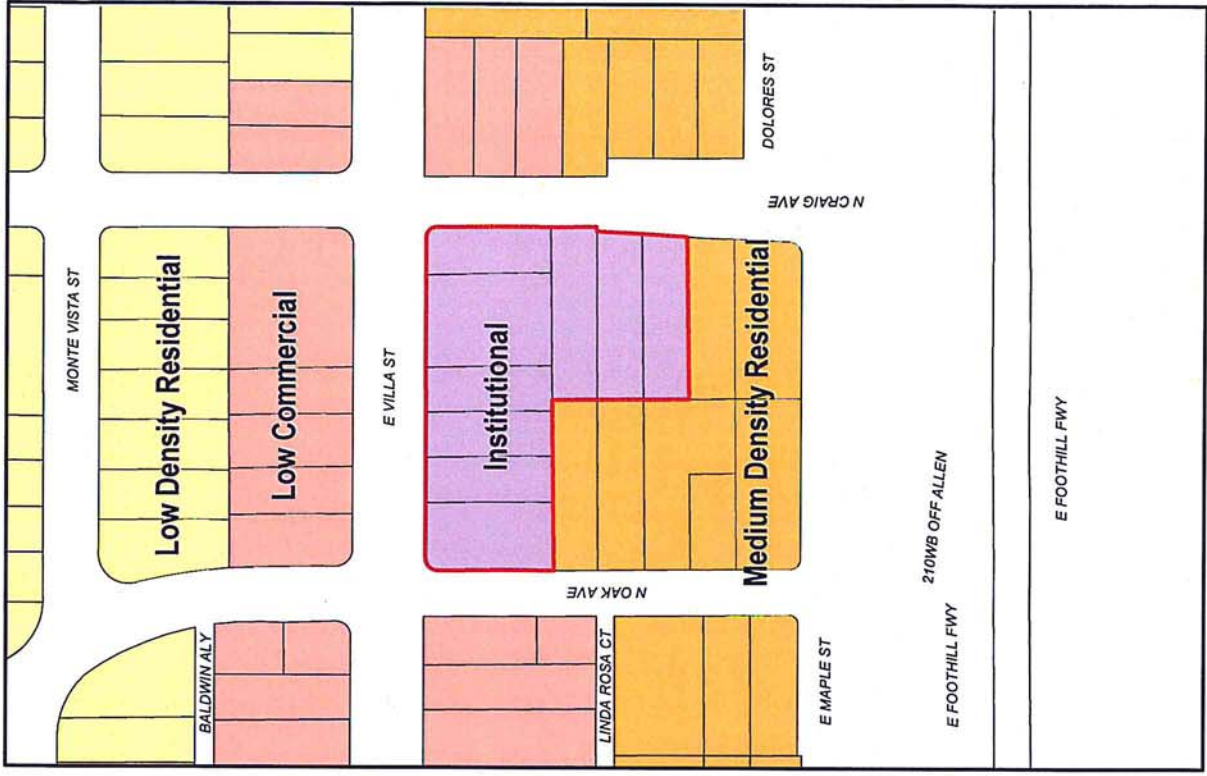 MONTE VISTA ST
Low Density Residential
Low Commercial
E VILLA ST
Institutional
Medium Density Residential
DOLORES ST
N CRAIG AVE
N OAK AVE
BALDWIN ALY
LINDA ROSA CT
E MAPLE ST
E FOOTHILL FWY
210WB OFF ALLEN
E FOOTHILL FWY